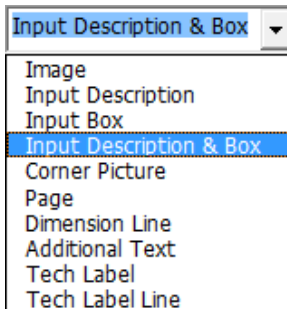 Input Description & Box
Image
Input Description
Input Box
Input Description & Box
Corner Picture
Page
Dimension Line
Additional Text
Tech Label
Tech Label Line